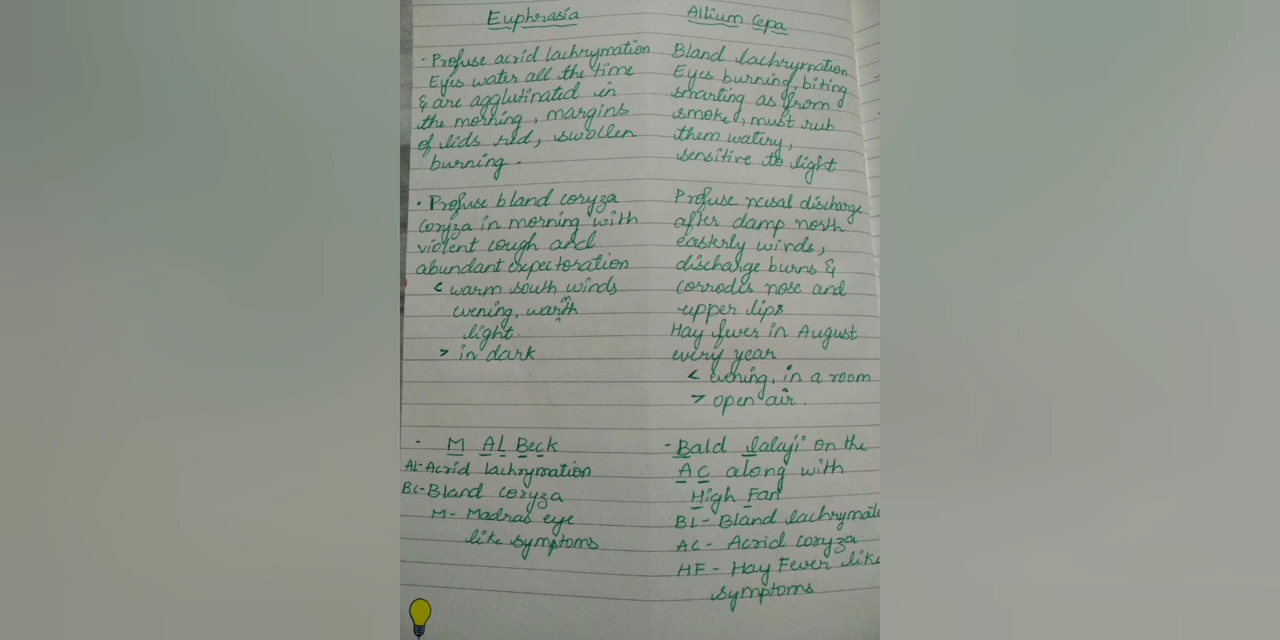 Euphrasia
· Profuse acrid lachrymation
Eyes water all the time
& are agglutinated in
the morning, margins
of lids red, swollen
burning.
· Profuse bland coryza
coryza in morning with
violent cough and
abundant expectoration
< warm south winds
evening, warmth
light
> in dark
- M AL Beck
AL-Acrid lachrymation
BC-Bland coryza
M- Madras eye
like symptoms
Allium Cepa
Bland lachrymation
Eyes burning, biting
smarting as from
smoke, must rub
them watery,
sensitive to light
Profuse nasal discharge
after damp north
easterly winds,
discharge burns &
corrodes nose and
upper lips
Hay fever in August
every year
< evening, in a room
> open air.
- Bald Lalaji on the
AC along with
High Fan
BL- Bland lachrymati
AC- Acrid coryza
HF - Hay Fever like
symptoms